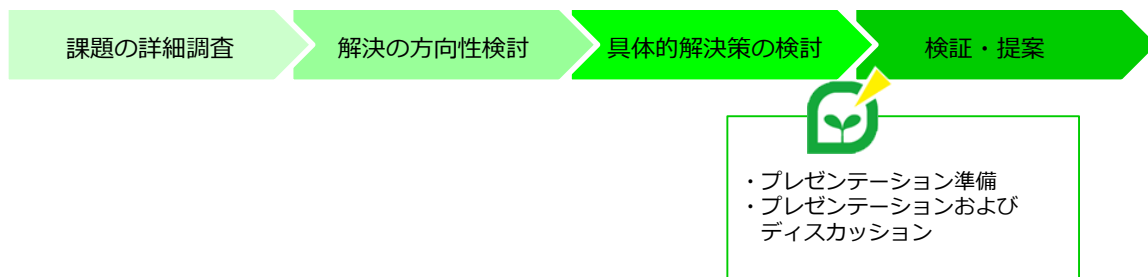 課題の詳細調査
解決の方向性検討
具体的解決策の検討
検証・提案
・プレゼンテーション準備
・プレゼンテーションおよび
ディスカッション